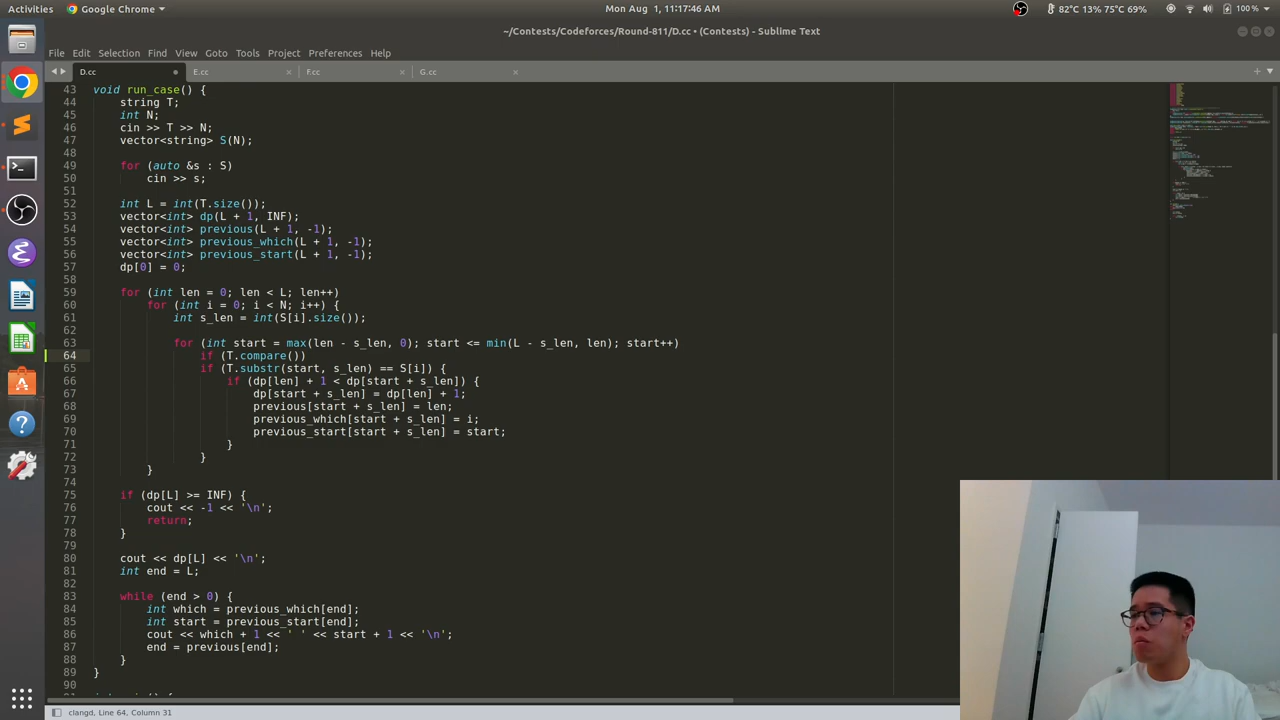 Activities Google Chrome Mon Aug 1, 11:17:46 AM 82°C 13% 75°C 69% 100 %
~/Contests/Codeforces/Round-811/D.cc • (Contests) - Sublime Text
File Edit Selection Find View Goto Tools Project Preferences Help
D.cc E.cc F.cc G.cc
43 void run_case() {
44 string T;
45 int N;
46 cin >> T >> N;
47 vector<string> S(N);
48
49 for (auto &s : S)
50 cin >> s;
51
52 int L = int(T.size());
53 vector<int> dp(L + 1, INF);
54 vector<int> previous(L + 1, -1);
55 vector<int> previous_which(L + 1, -1);
56 vector<int> previous_start(L + 1, -1);
57 dp[0] = 0;
58
59 for (int len = 0; len < L; len++)
60 for (int i = 0; i < N; i++) {
61 int s_len = int(S[i].size());
62
63 for (int start = max(len - s_len, 0); start <= min(L - s_len, len); start++)
64 if (T.compare())
65 if (T.substr(start, s_len) == S[i]) {
66 if (dp[len] + 1 < dp[start + s_len]) {
67 dp[start + s_len] = dp[len] + 1;
68 previous[start + s_len] = len;
69 previous_which[start + s_len] = i;
70 previous_start[start + s_len] = start;
71 }
72 }
73 }
74
75 if (dp[L] >= INF) {
76 cout << -1 << '\n';
77 return;
78 }
79
80 cout << dp[L] << '\n';
81 int end = L;
82
83 while (end > 0) {
84 int which = previous_which[end];
85 int start = previous_start[end];
86 cout << which + 1 << ' ' << start + 1 << '\n';
87 end = previous[end];
88 }
89 }
90
clangd, Line 64, Column 31